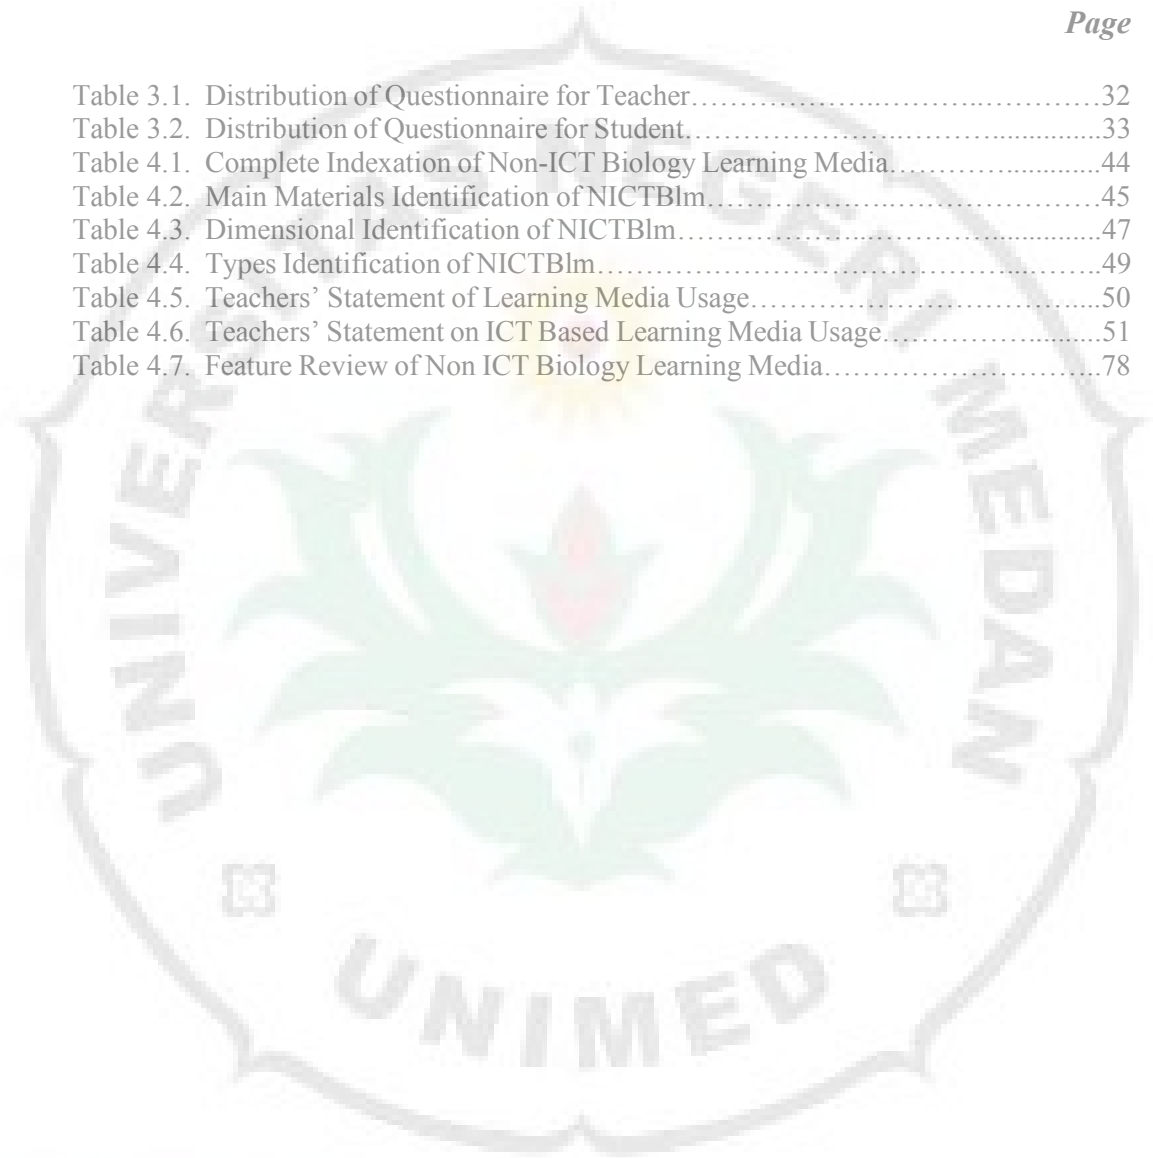 Page
Table 3.1. Distribution of Questionnaire for Teacher……………….…………..…………32
Table 3.2. Distribution of Questionnaire for Student.………………..………...............33
Table 4.1. Complete Indexation of Non-ICT Biology Learning Media…………..............44
Table 4.2. Main Materials Identification of NICTBlm………………..……………………45
Table 4.3. Dimensional Identification of NICTBlm…………………………...................47
Table 4.4. Types Identification of NICTBlm……………………………. ………....………49
Table 4.5. Teachers’ Statement of Learning Media Usage…………………………….......50
Table 4.6. Teachers’ Statement on ICT Based Learning Media Usage……………...........51
Table 4.7. Feature Review of Non ICT Biology Learning Media………………………..78
UNIVERSITAS NEGERI MEDAN
UNIMED